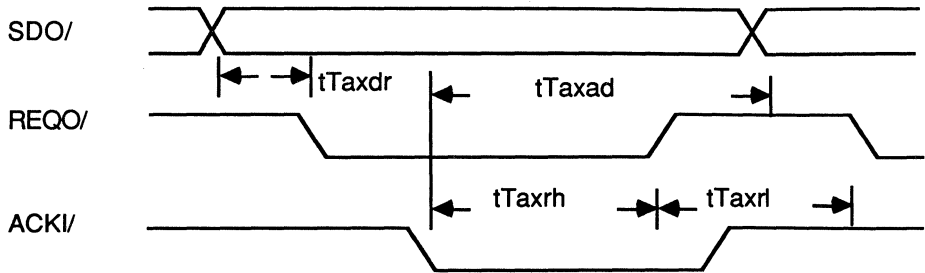 SDO/
tTaxdr
tTaxad
REQO/
tTaxrh
tTaxrl
ACKI/